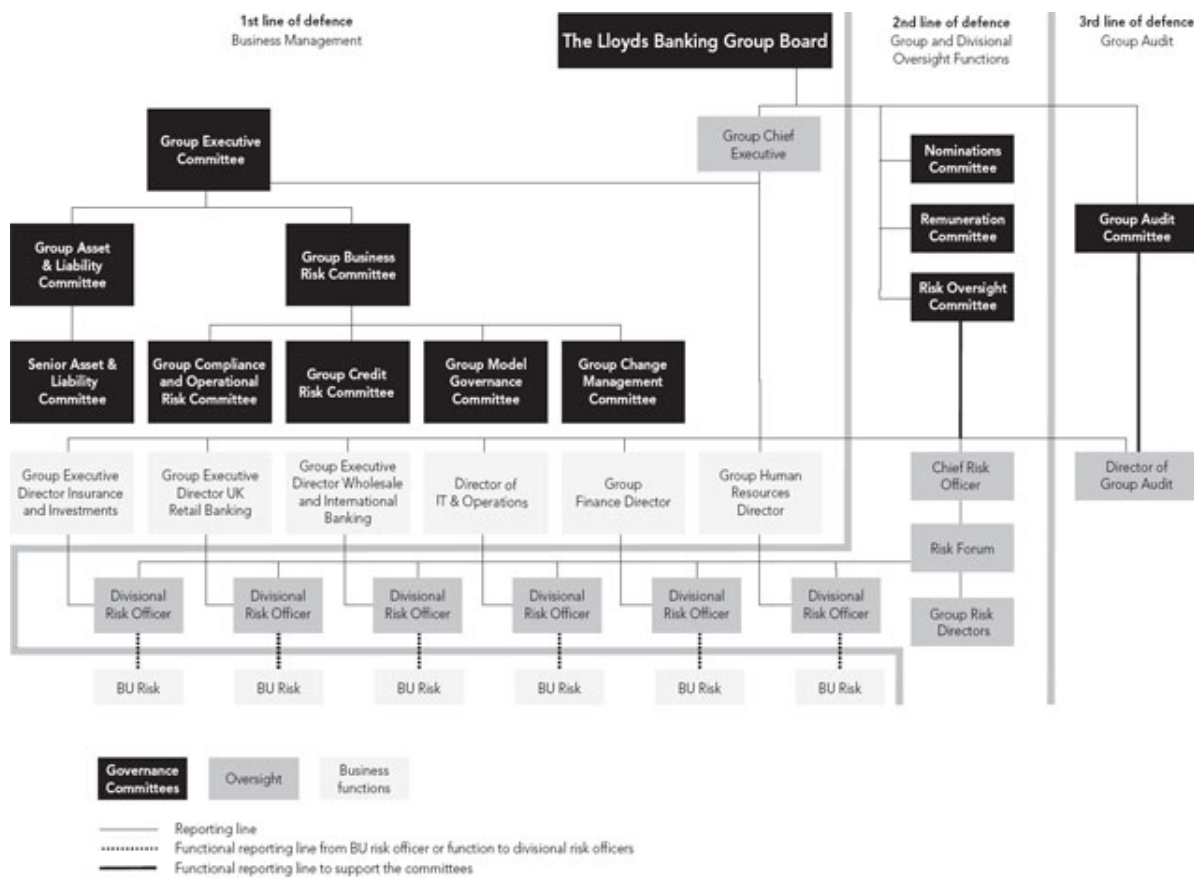 1st line of defence
Business Management
The Lloyds Banking Group Board
2nd line of defence
Group and Divisional
Oversight Functions
3rd line of defence
Group Audit
Group Executive
Committee
Group Chief
Executive
Nominations
Committee
Remuneration
Committee
Group Audit
Committee
Group Asset
& Liability
Committee
Group Business
Risk Committee
Risk Oversight
Committee
Senior Asset &
Liability
Committee
Group Compliance
and Operational
Risk Committee
Group Credit
Risk Committee
Group Model
Governance
Committee
Group Change
Management
Committee
Group Executive
Director Insurance
and Investments
Group Executive
Director UK
Retail Banking
Group Executive
Director Wholesale
and International
Banking
Director of
IT & Operations
Group
Finance Director
Group Human
Resources
Director
Chief Risk
Officer
Director of
Group Audit
Risk Forum
Divisional
Risk Officer
Divisional
Risk Officer
Divisional
Risk Officer
Divisional
Risk Officer
Divisional
Risk Officer
Divisional
Risk Officer
Group Risk
Directors
BU Risk
BU Risk
BU Risk
BU Risk
BU Risk
BU Risk
Governance
Committees
Oversight
Business
functions
Reporting line
Functional reporting line from BU risk officer or function to divisional risk officers
Functional reporting line to support the committees